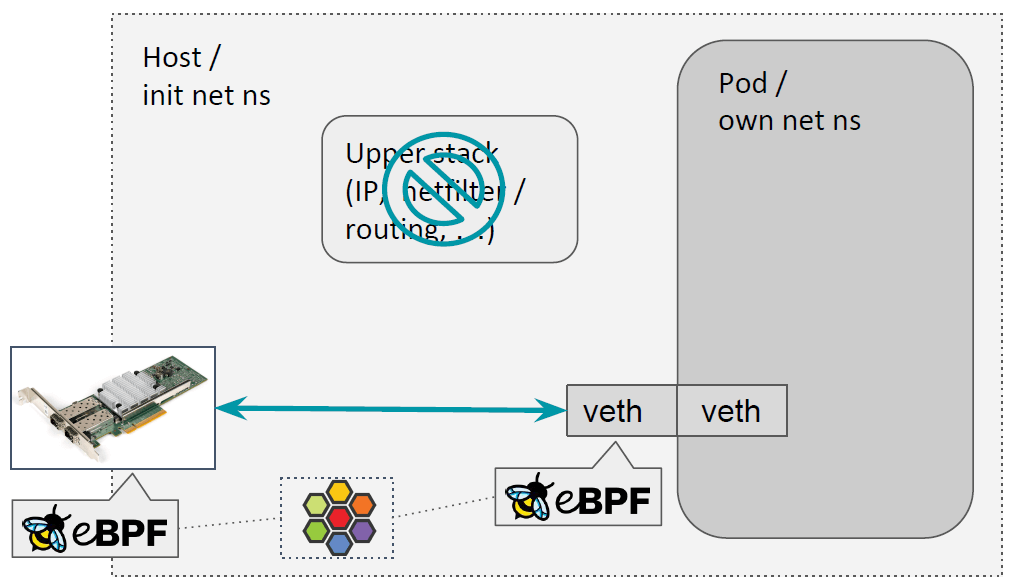 Host /
init net ns
Pod /
own net ns
Upper stack
(IP, netfilter /
routing, …)
veth
veth
eBPF
eBPF